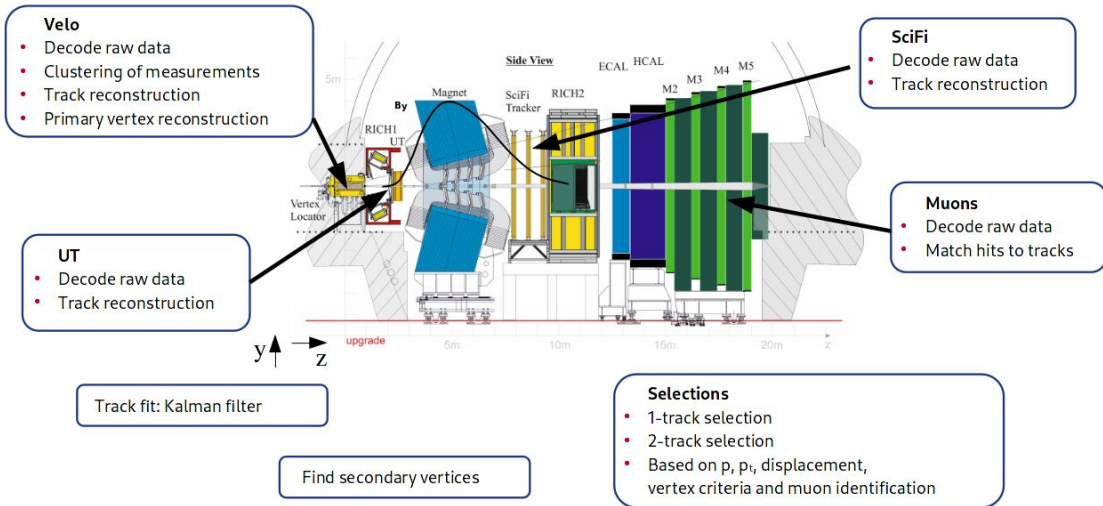 Velo
• Decode raw data
• Clustering of measurements
• Track reconstruction
• Primary vertex reconstruction
SciFi
• Decode raw data
• Track reconstruction
Side View
5m
By
Magnet
SciFi
Tracker
RICH2
ECAL
HCAL
M2
M3
M4
M5
RICH1
UT
Vertex
Locator
Muons
• Decode raw data
• Match hits to tracks
UT
• Decode raw data
• Track reconstruction
upgrade
5m
10m
15m
20m
z
y
z
Track fit: Kalman filter
Find secondary vertices
Selections
• 1-track selection
• 2-track selection
• Based on p, pₜ, displacement,
vertex criteria and muon identification